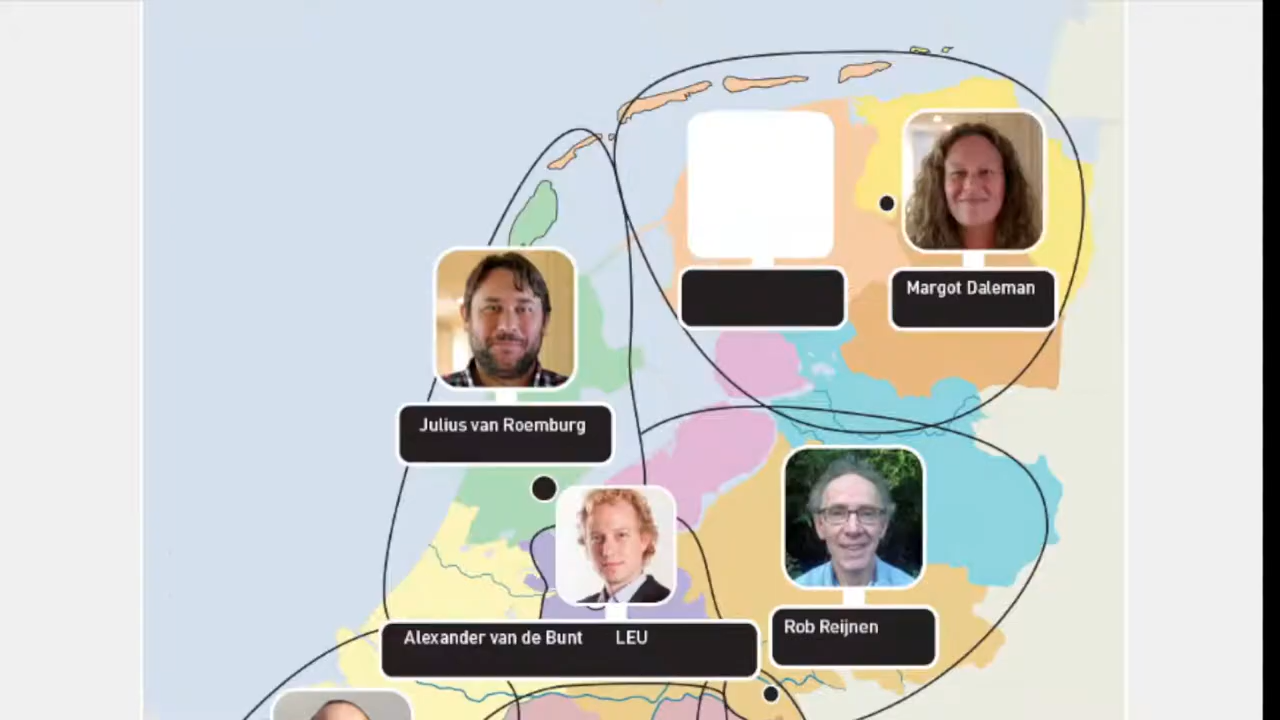 Margot Daleman
Julius van Roemburg
Alexander van de Bunt LEU
Rob Reijnen